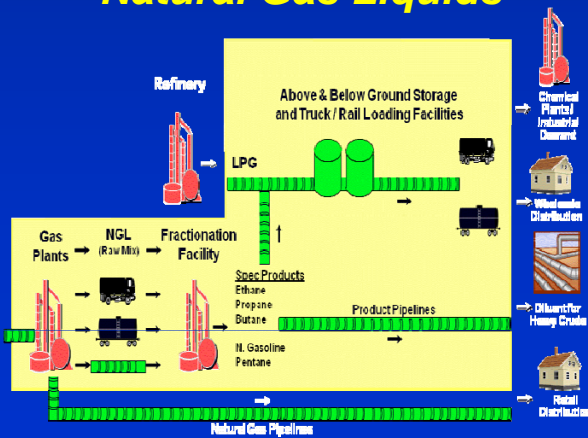 Natural Gas Liquids
Refinery
Above & Below Ground Storage
and Truck / Rail Loading Facilities
LPG
Chemical
Plants/
Industrial
Demand
Wholesale
Distribution
Gas
Plants
NGL
(Raw Mix)
Fractionation
Facility
Spec Products
Ethane
Propane
Butane
N. Gasoline
Pentane
Product Pipelines
Diluent for
Heavy Crude
Retail
Distribution
Natural Gas Pipelines